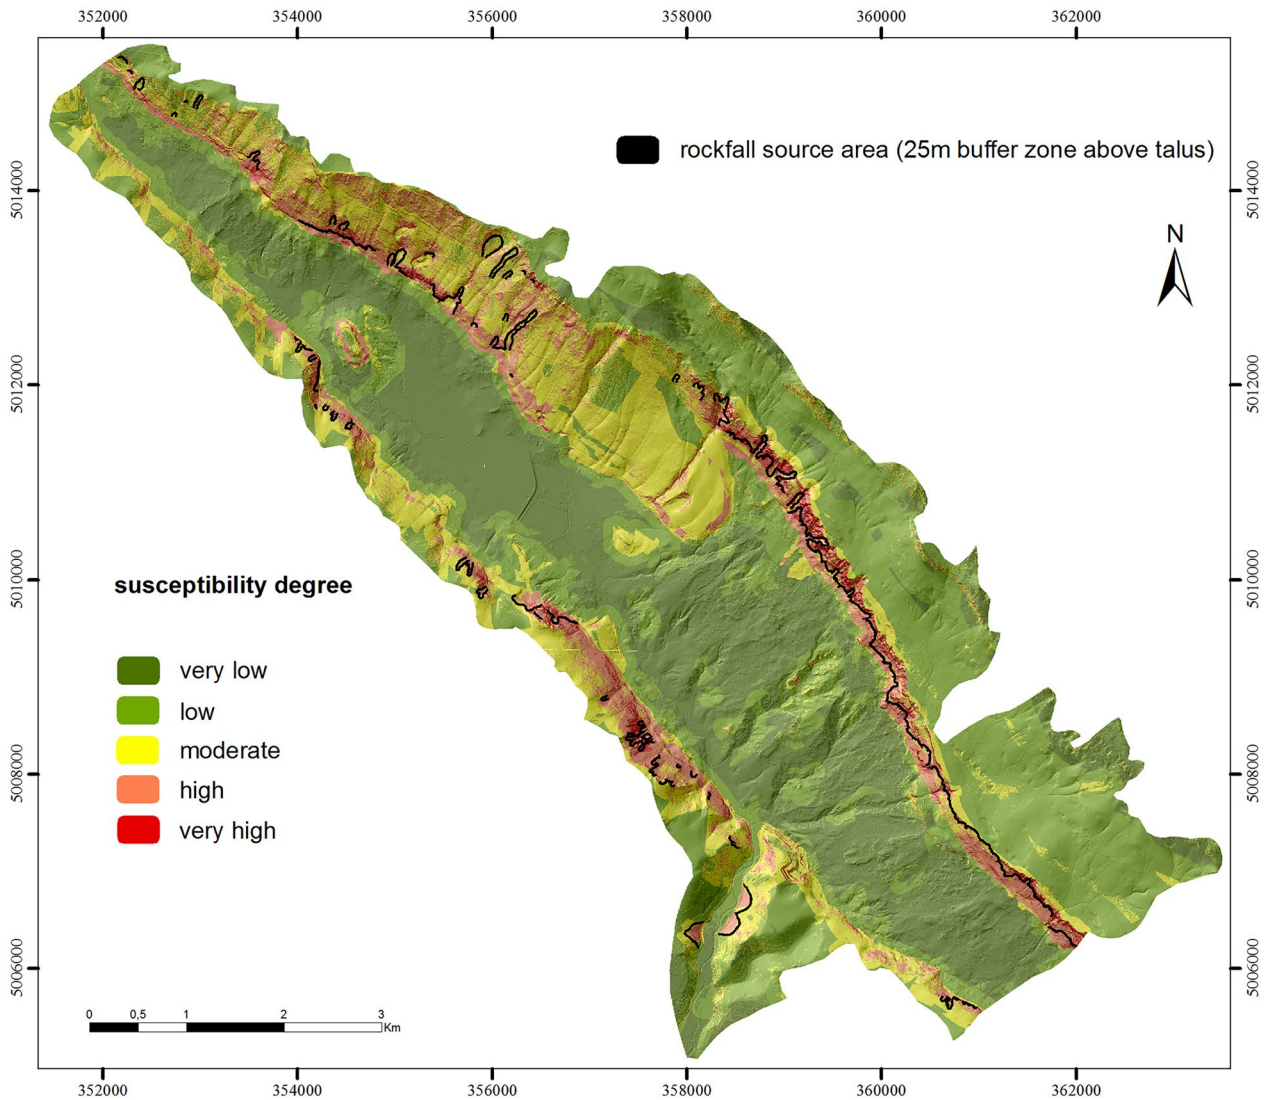 352000 354000 356000 358000 360000 362000
rockfall source area (25m buffer zone above talus)
5014000 5014000
N
5012000 5012000
5010000 5010000
susceptibility degree
very low
low
moderate
high
very high
5008000 5008000
5006000 5006000
0 0,5 1 2 3
Km
352000 354000 356000 358000 360000 362000